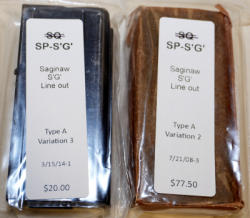 SG
SP-S'G'
Saginaw
S'G'
Line out
Type A
Variation 3
3/15/14-1
$20.00
SG
SP-S'G'
Saginaw
S'G'
Line out
Type A
Variation 2
7/21/08-3
$77.50